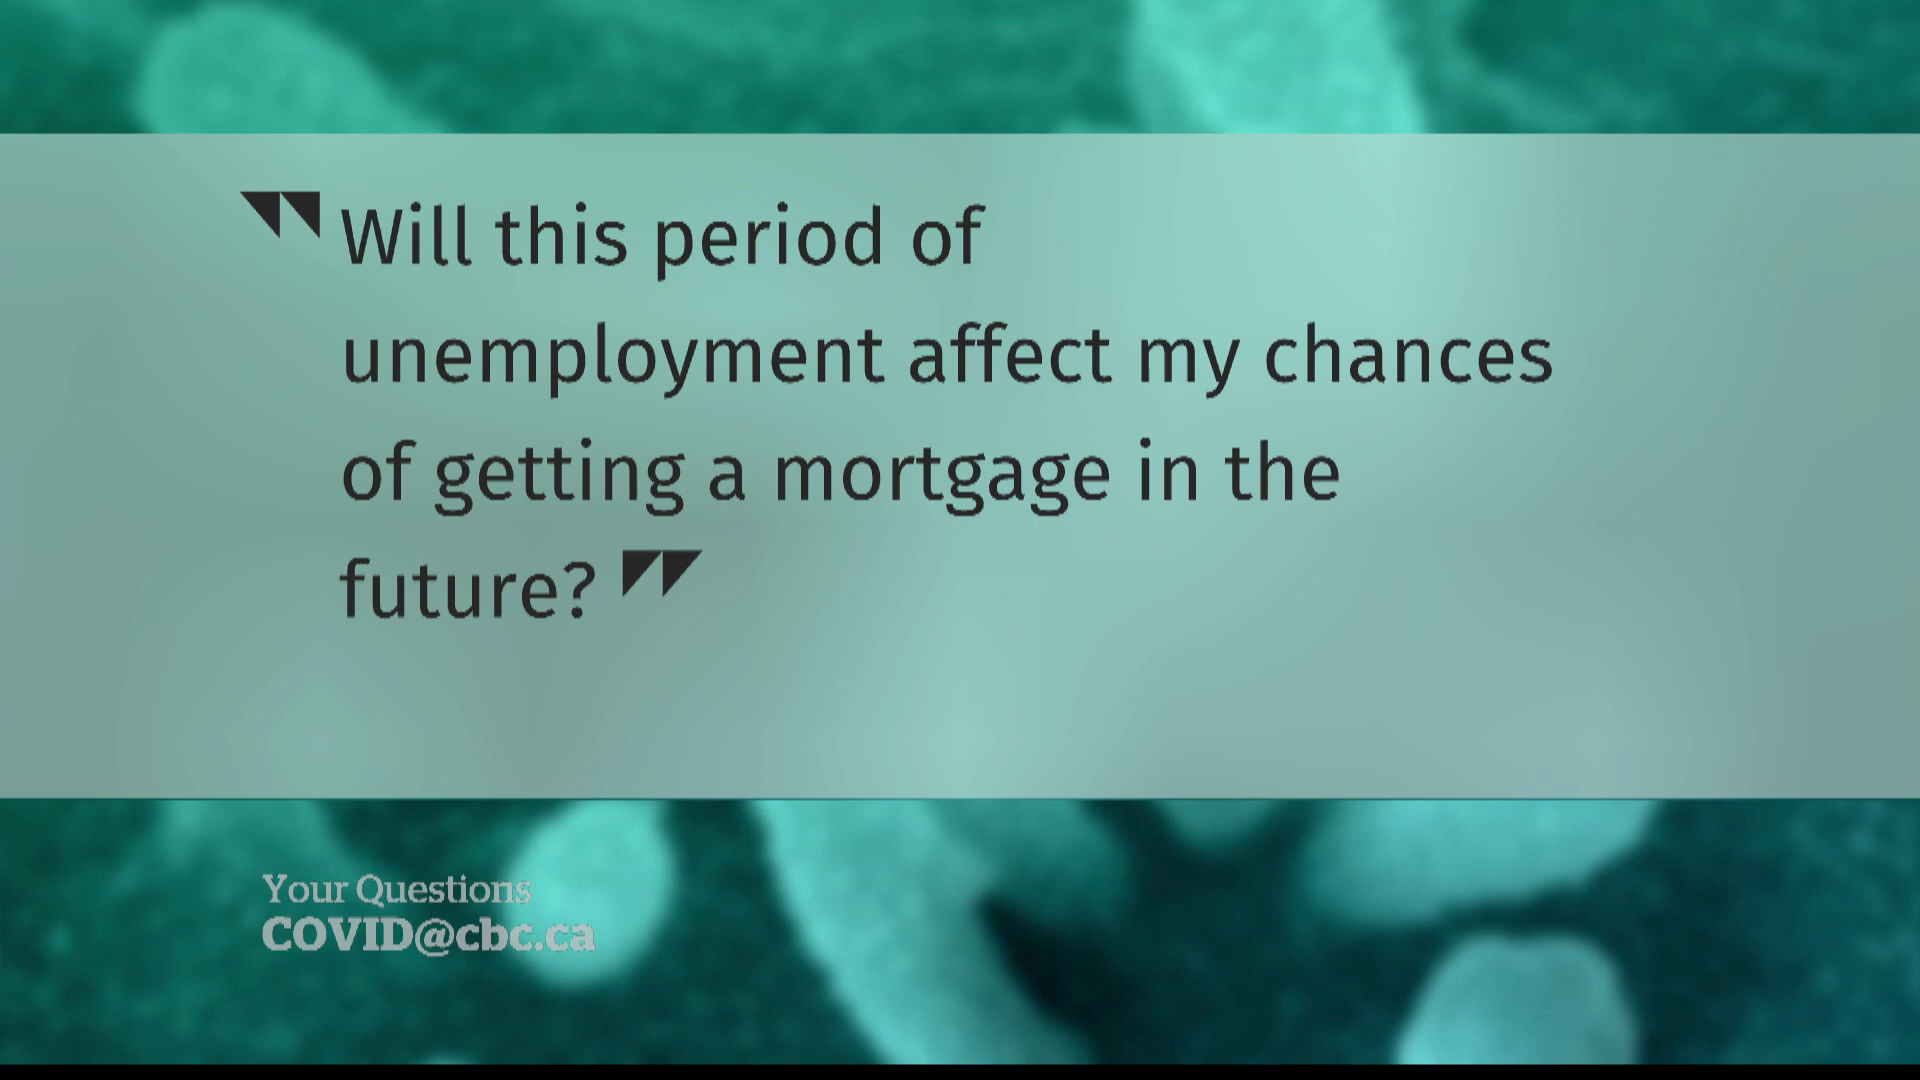 "Will this period of
unemployment affect my chances
of getting a mortgage in the
future?"
Your Questions
COVID@cbc.ca